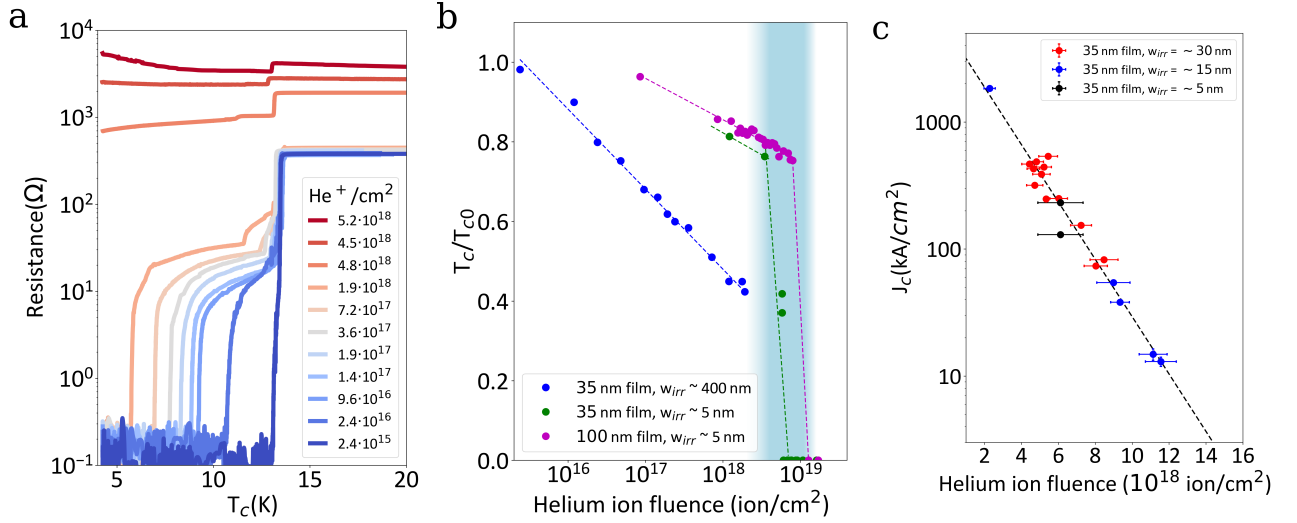 a
10⁴
10³
10²
10¹
10⁰
10⁻¹
Resistance(Ω)
5
10
15
20
T_c(K)
He⁺/cm²
5.2·10¹⁸
4.5·10¹⁸
4.8·10¹⁸
1.9·10¹⁸
7.2·10¹⁷
3.6·10¹⁷
1.9·10¹⁷
1.4·10¹⁷
9.6·10¹⁶
2.4·10¹⁶
2.4·10¹⁵
b
1.0
0.8
0.6
0.4
0.2
0.0
T_c/T_c0
10¹⁶
10¹⁷
10¹⁸
10¹⁹
Helium ion fluence (ion/cm²)
35 nm film, w_irr ~ 400 nm
35 nm film, w_irr ~ 5 nm
100 nm film, w_irr ~ 5 nm
c
1000
100
10
J_c(kA/cm²)
2
4
6
8
10
12
14
16
Helium ion fluence (10¹⁸ ion/cm²)
35 nm film, w_irr = ~ 30 nm
35 nm film, w_irr = ~ 15 nm
35 nm film, w_irr = ~ 5 nm